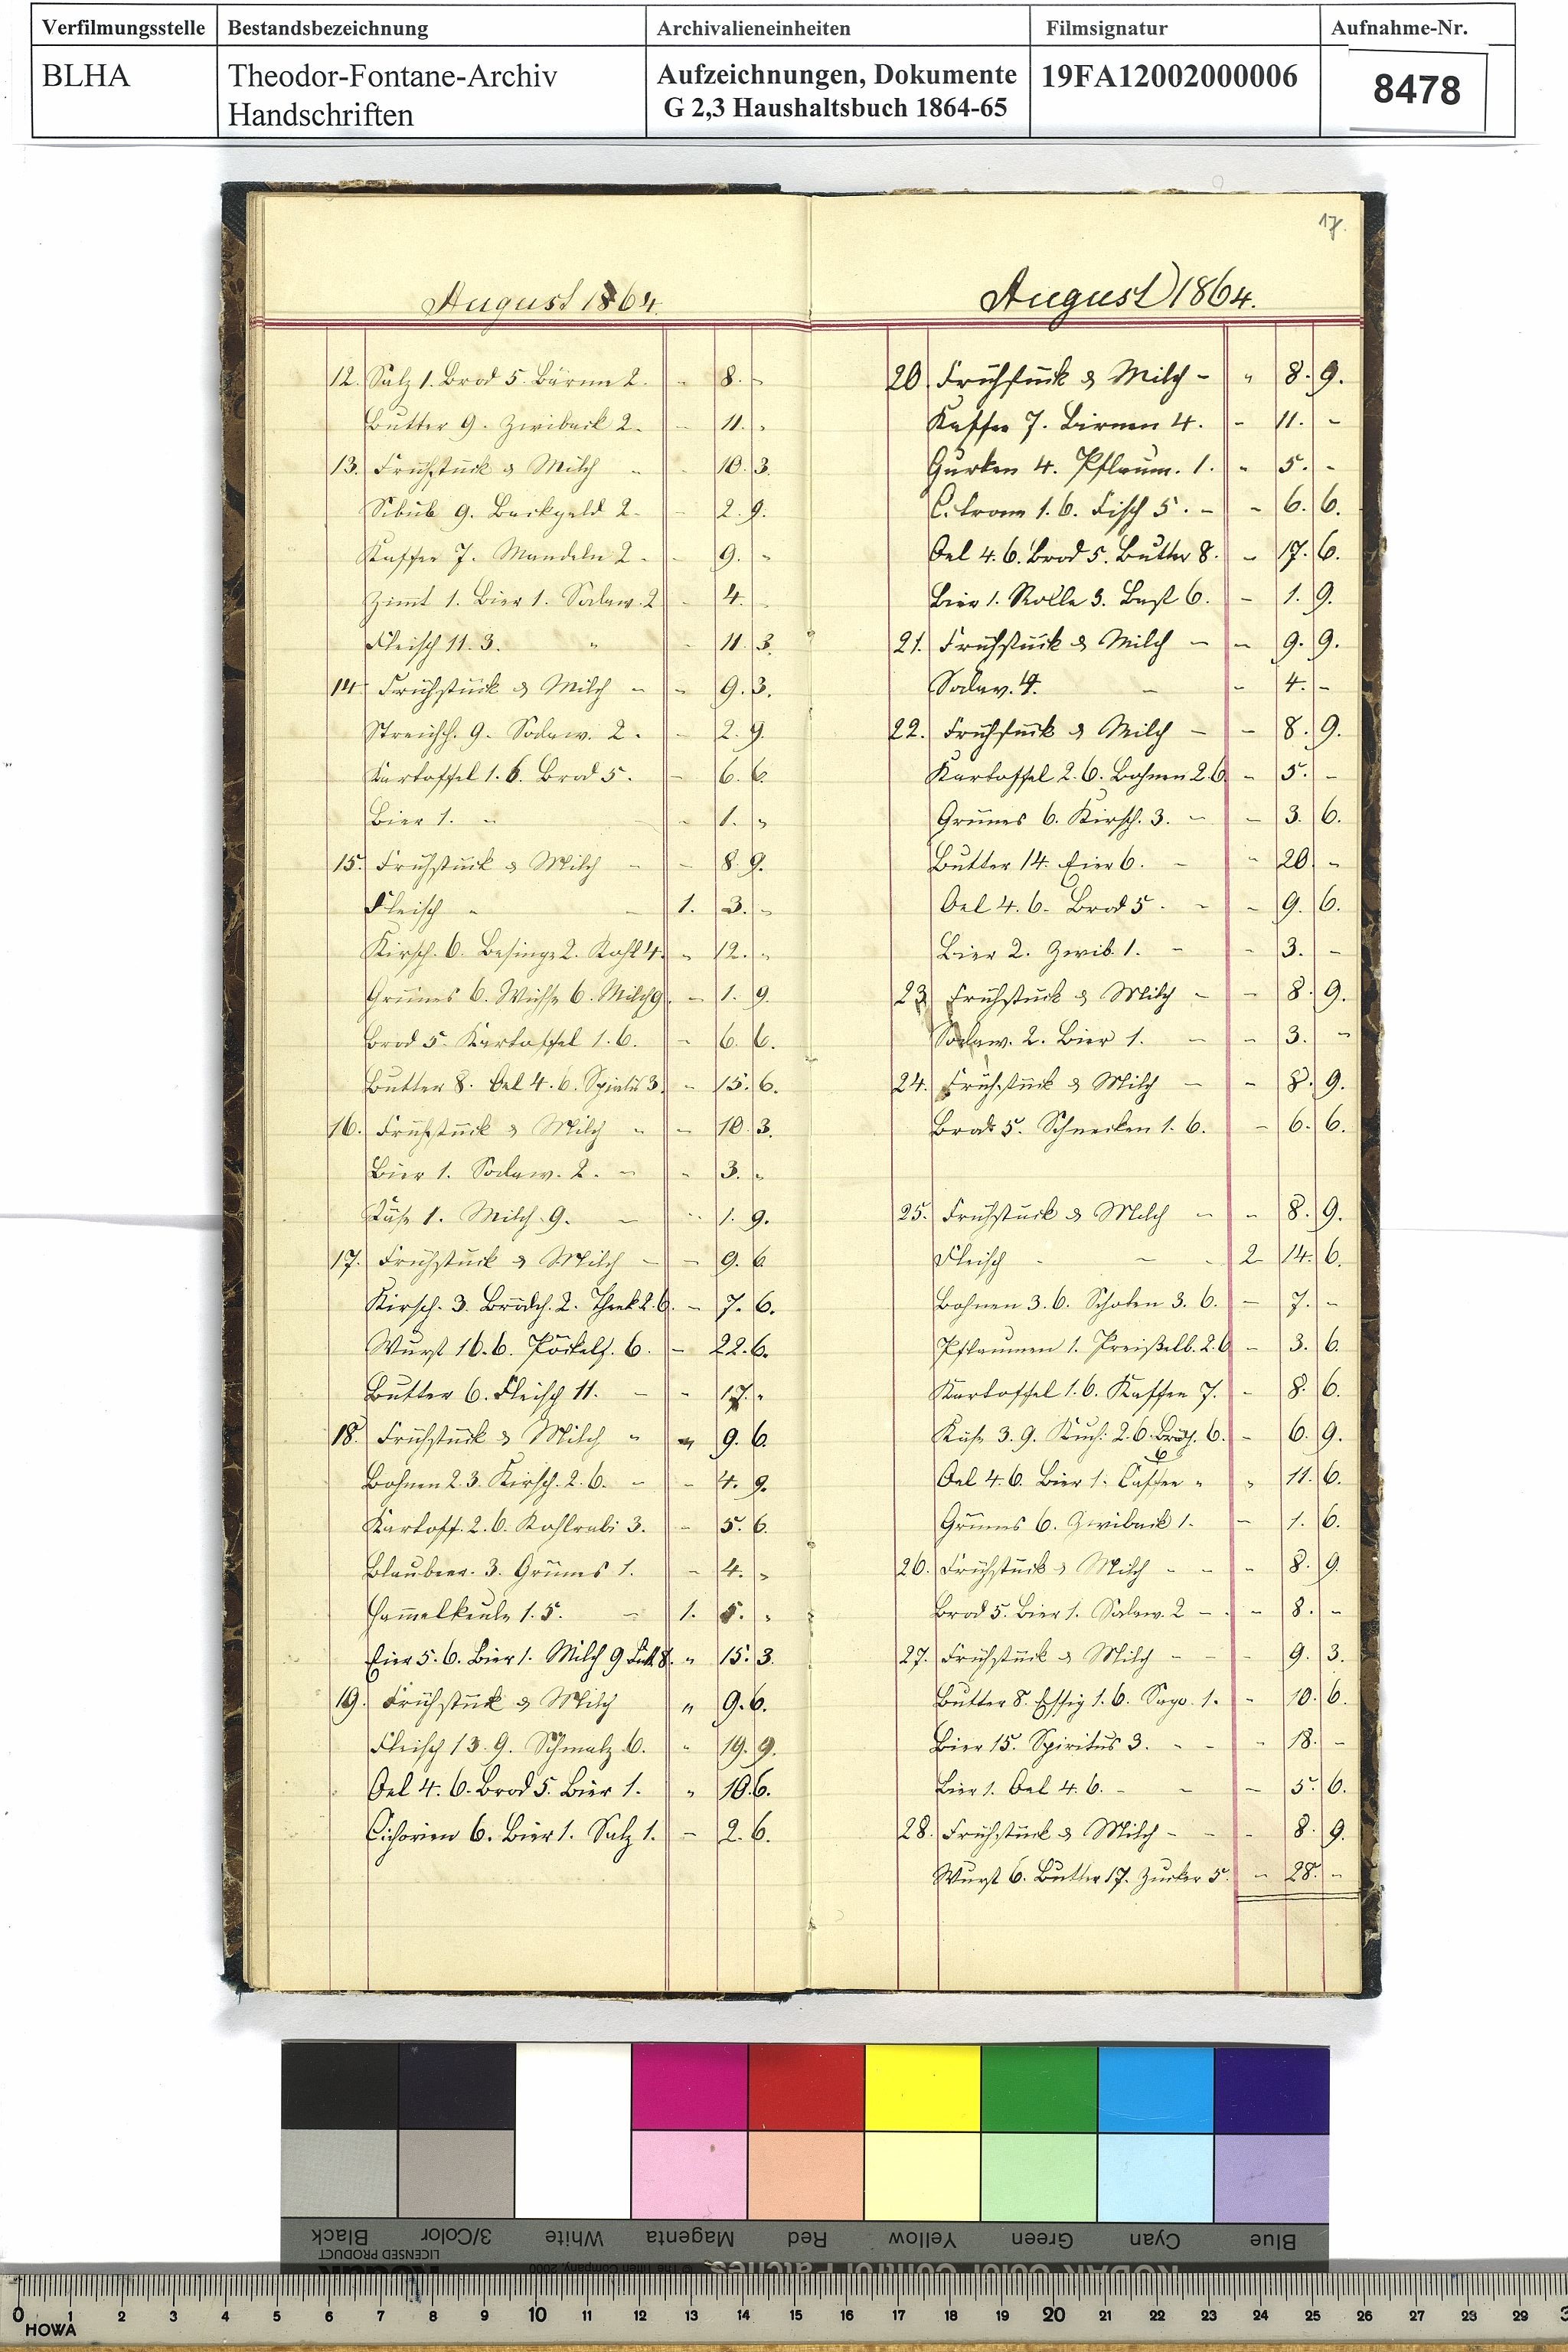 Verfilmungsstelle Bestandsbezeichnung Archivalieneinheiten Filmsignatur Aufnahme-Nr.
BLHA Theodor-Fontane-Archiv Handschriften Aufzeichnungen, Dokumente G 2,3 Haushaltsbuch 1864-65 19FA12002000006 8478
August 1864.
12. Salz 1. Brod 5. Bärme 2. - 8. -
Butter 9. Zwiback 2. - 11. -
13. Frühstück & Milch - - 10. 3.
9. Backgeld 2. - 2. 9.
Kaffee 7. Mandeln 2. - 9. -
Zimt 1. Bier 1. Sodaw. 2 - 4. -
Fleisch 11. 3. " - 11. 3.
14 Frühstück & Milch - - 9. 3.
Streichh. 9. Sodaw. 2. - 2. 9.
Kartoffel 1. 6. Brod 5. - 6. 6.
Bier 1. - - 1. -
15. Frühstück & Milch - - 8. 9.
Fleisch - - 1. 3. -
Kirsch. 6. Besinge 2. Kohl 4. - 12. -
Grünes 6. Wichse 6. Milch 9. - 1. 9.
Brod 5. Kartoffel 1. 6. - 6. 6.
Butter 8. Oel 4. 6. Spiritu 3. - 15. 6.
16. Frühstück & Milch - - 10. 3.
Bier 1. Sodaw. 2. - - 3. -
Käse 1. Milch 9. - - 1. 9.
17. Frühstück & Milch - - 9. 6
Kirsch. 3. Brödch. 2. 2. 6. - 7. 6.
Wurst 16. 6. Pöckelf. 6. - 22. 6.
Butter 6. Fleisch 11. - - 17. -
18. Frühstück & Milch - - 9. 6.
Bohnen 2. 3. Kirsch. 2. 6. - - 4. 9.
Kartoff. 2. 6. Kohlrabi 3. - 5. 6.
Blaubeer. 3. Grünes 1. - 4. -
Hammelkeule 1. 5. - 1. 5. -
Eier 5. 6. Bier 1. Milch 9 Butt. 8. " 15. 3.
19. Frühstück & Milch " 9. 6.
Fleisch 13. 9. Schmalz 6. " 19. 9.
Oel 4. 6. Brod 5. Bier 1. " 10. 6.
Cichorien 6. Bier 1. Salz 1. - 2. 6.
17.
August 1864.
20. Frühstück & Milch - " 8. 9.
Kaffee 7. Birnen 4. - 11. -
Gurken 4. Pflaum. 1. - 5. -
Citrone 1. 6. Fisch 5. - - 6. 6.
Oel 4. 6. Brod 5. Butter 8. - 17. 6.
Bier 1. Rolle 3. 6. - 1. 9.
21. Frühstück & Milch - - 9. 9.
Sodaw. 4. - - 4. -
22. Frühstück & Milch - - 8. 9.
Kartoffel 2. 6. Bohnen 2. 6 - 5. -
Grünes 6. Kirsch. 3. - - 3. 6.
Butter 14. Eier 6. - " 20. -
Oel 4. 6. Brod 5. - - 9. 6.
Bier 2. Zwib. 1. - - 3. -
23 Frühstück & Milch - - 8. 9.
Sodaw. 2. Bier 1. - - 3. -
24. Frühstück & Milch - - 8. 9.
Brod 5. Schnecken 1. 6. - 6. 6.
25. Frühstück & Milch - - 8. 9.
Fleisch - - 2 14. 6.
Bohnen 3. 6. Schoten 3. 6. - 7. -
Pflaumen 1. Preißelb. 2. 6 - 3. 6.
Kartoffel 1. 6. Kaffee 7. - 8. 6.
Käse 3. 9. Kuch. 2. 6. Brödch. 6. - 6. 9.
Oel 4. 6. Bier 1. Caffee 6 " " 11. 6.
Grünes 6. Zwiback 1. - 1. 6.
26. Frühstück & Milch - - - 8. 9.
Brod 5. Bier 1. Sodaw. 2 - - 8. -
27. Frühstück & Milch - - - 9. 3.
Butter 8. Essig 1. 6. Sago 1. - 10. 6.
Bier 15. Spiritus 3. - - - 18. -
Bier 1. Oel 4. 6. - - - 5. 6.
28. Frühstück & Milch - - - 8. 9.
Wurst 6. Butter 17. Zucker 5. - 28. -
Black 3/Color White Magenta Red Yellow Green Cyan Blue
LICENSED PRODUCT
Kodak © The Tiffen Company, 2000 KODAK Color Control Patches
0 1 2 3 4 5 6 7 8 9 10 11 12 13 14 15 16 17 18 19 20 21 22 23 24 25 26 27 28 29 3
HOWA